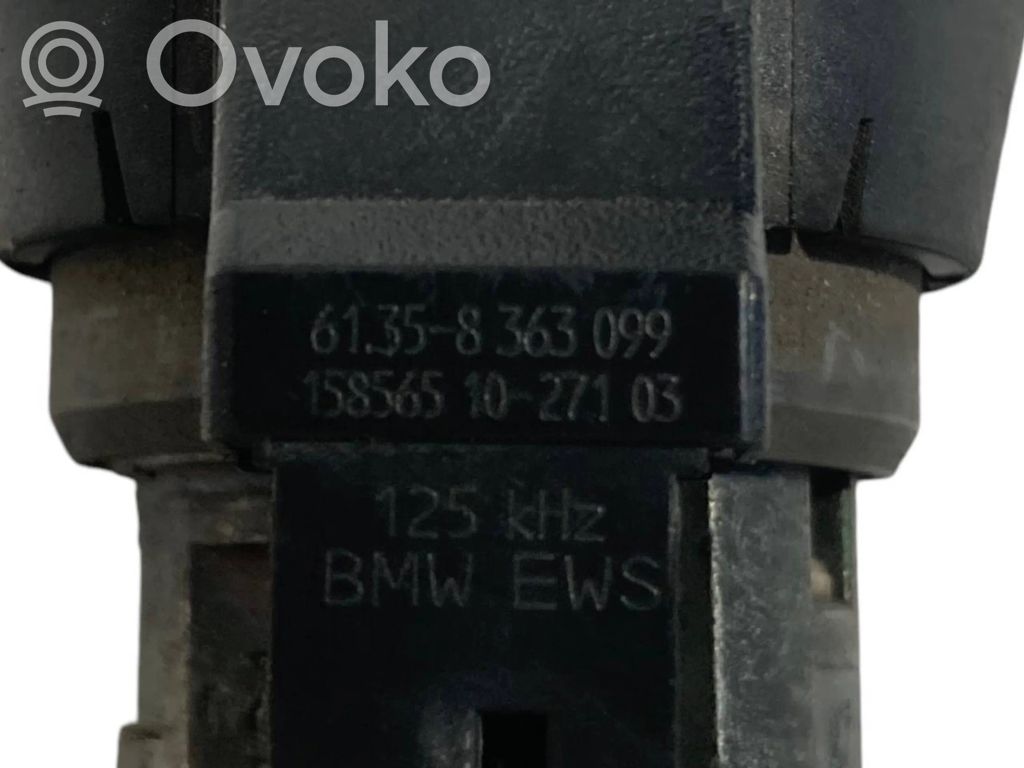 Ovoko
61.35-8 363 099
158565 10-271 03
125 kHz
BMW EWS